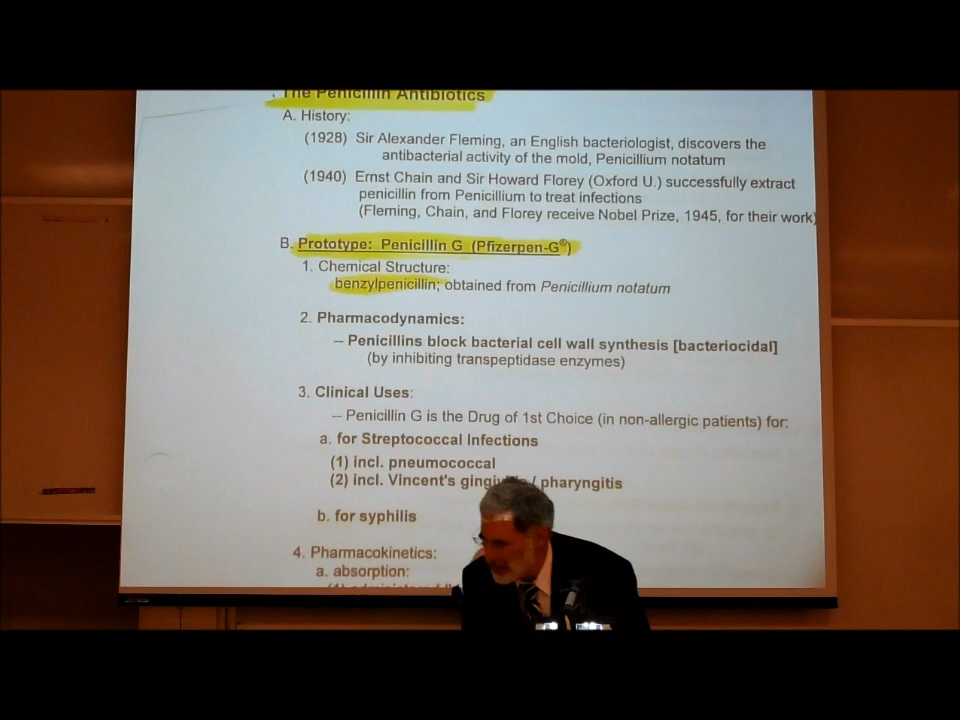 . The Penicillin Antibiotics
A. History:
(1928) Sir Alexander Fleming, an English bacteriologist, discovers the
antibacterial activity of the mold, Penicillium notatum
(1940) Ernst Chain and Sir Howard Florey (Oxford U.) successfully extract
penicillin from Penicillium to treat infections
(Fleming, Chain, and Florey receive Nobel Prize, 1945, for their work)
B. Prototype: Penicillin G (Pfizerpen-G®)
1. Chemical Structure:
benzylpenicillin; obtained from Penicillium notatum
2. Pharmacodynamics:
-- Penicillins block bacterial cell wall synthesis [bacteriocidal]
(by inhibiting transpeptidase enzymes)
3. Clinical Uses:
-- Penicillin G is the Drug of 1st Choice (in non-allergic patients) for:
a. for Streptococcal Infections
(1) incl. pneumococcal
(2) incl. Vincent's / pharyngitis
b. for syphilis
4. Pharmacokinetics:
a. absorption: